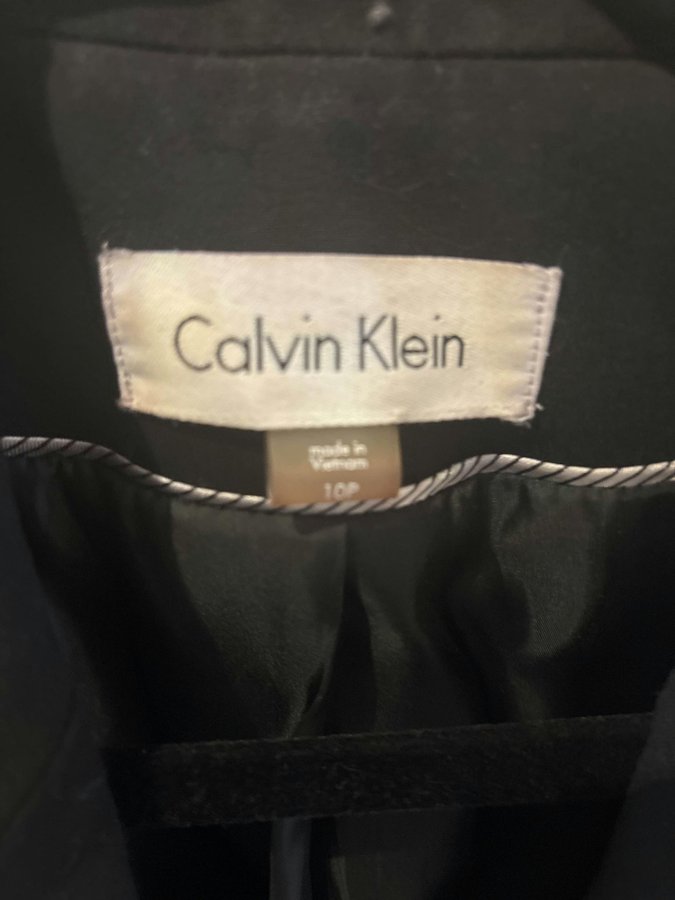 Calvin Klein
made in
Vietnam
10P